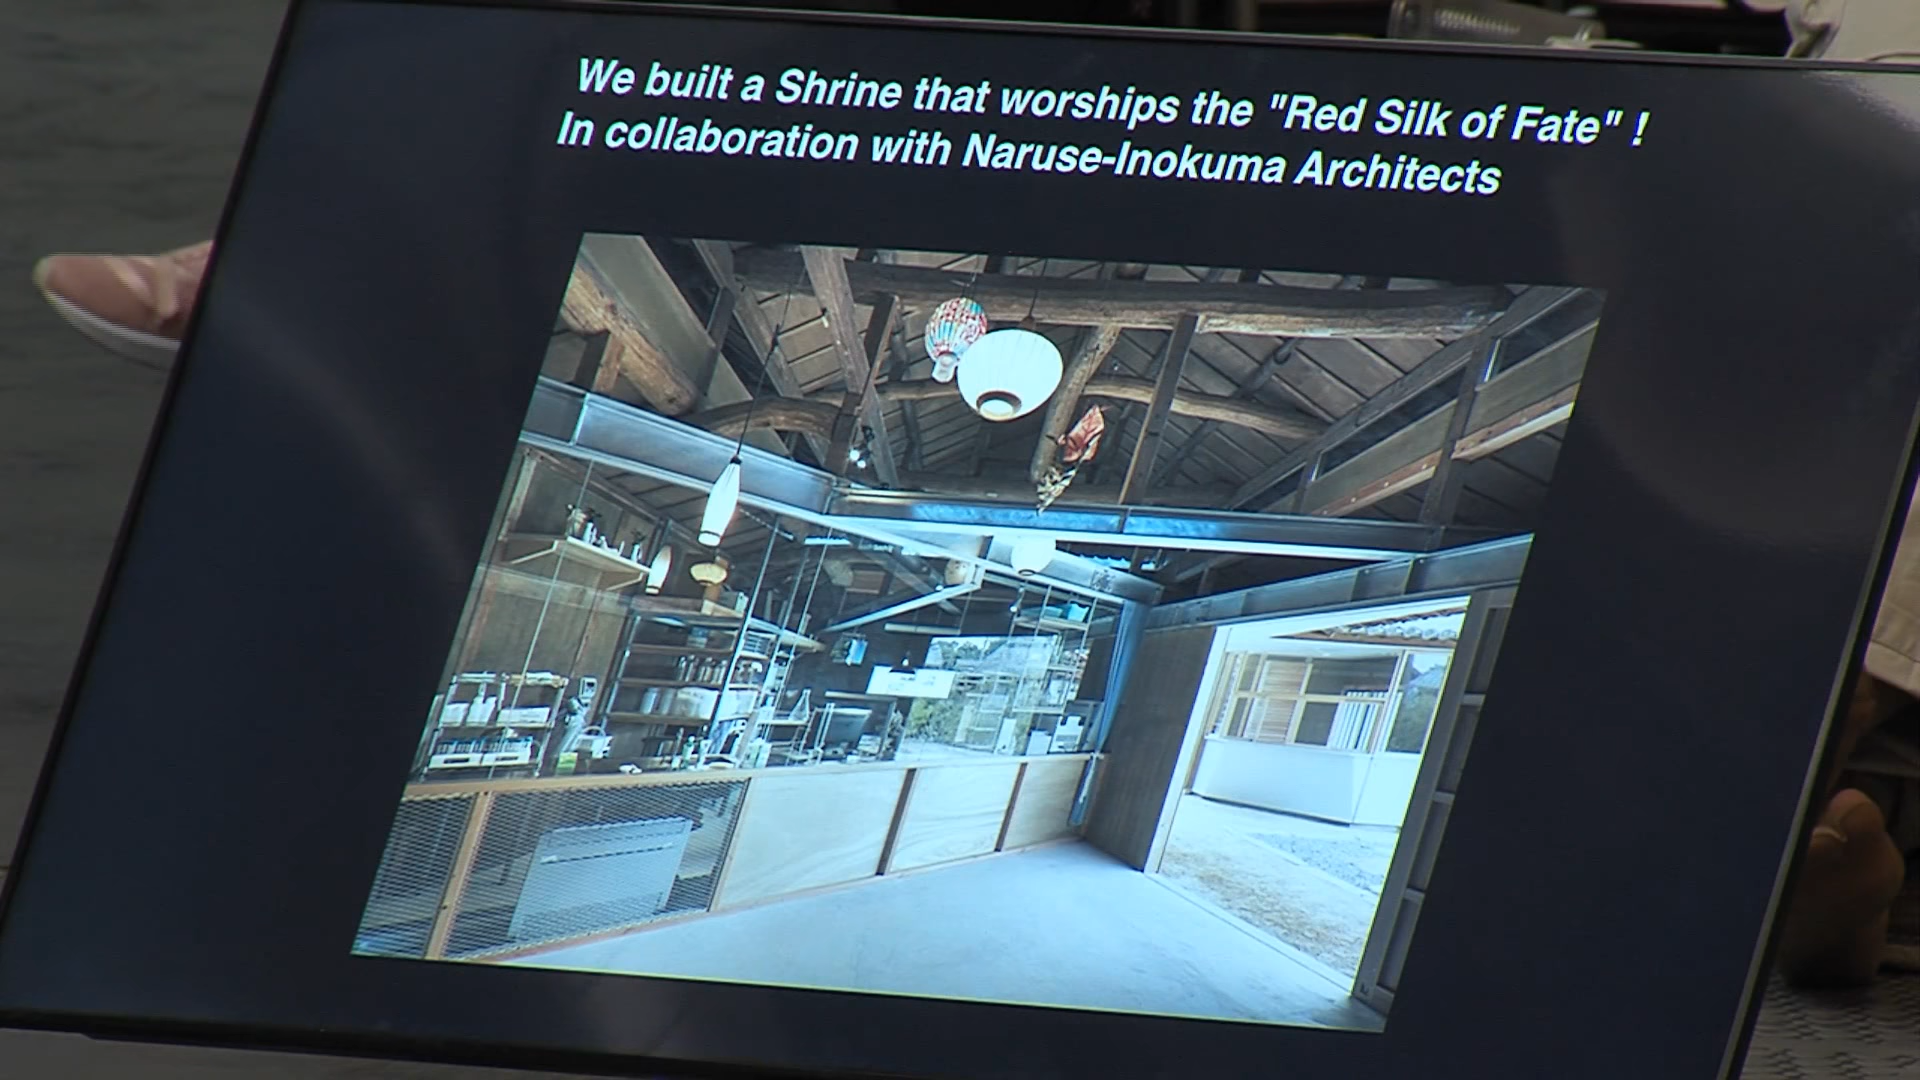 We built a Shrine that worships the "Red Silk of Fate" !
In collaboration with Naruse-Inokuma Architects